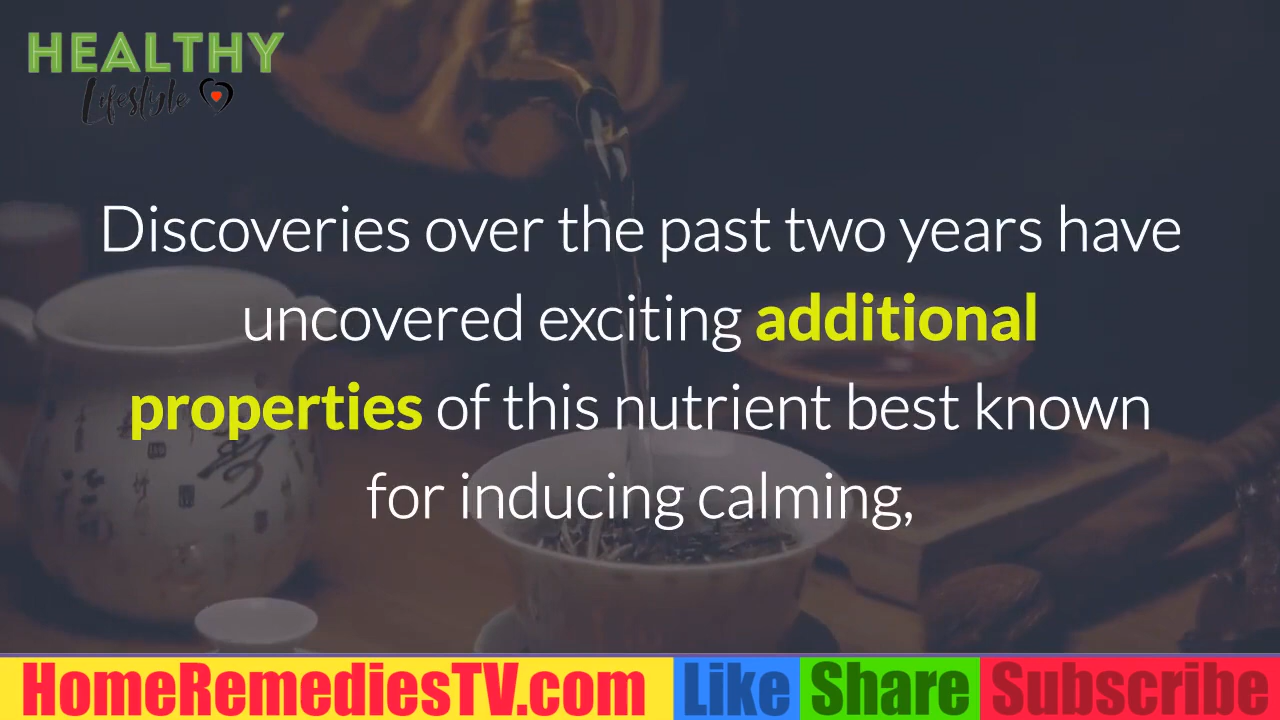 HEALTHY
Lifestyle
Discoveries over the past two years have
uncovered exciting additional
properties of this nutrient best known
for inducing calming,
HomeRemediesTV.com Like Share Subscribe